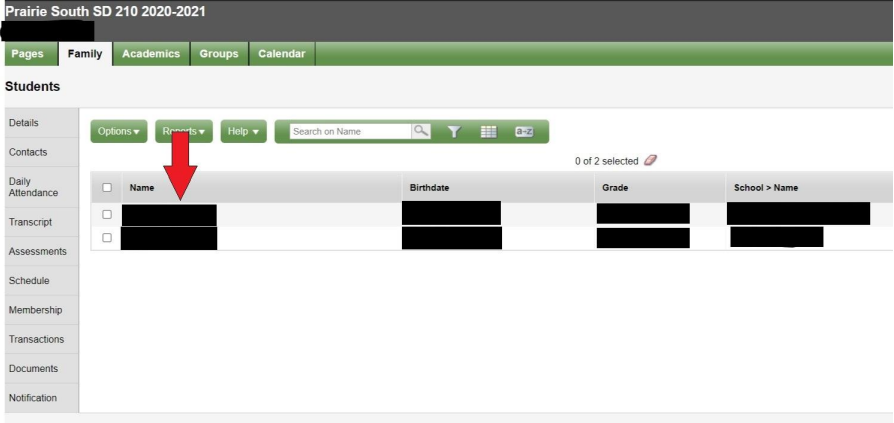 Prairie South SD 210 2020-2021
Pages Family Academics Groups Calendar
Students
Details
Contacts
Daily
Attendance
Transcript
Assessments
Schedule
Membership
Transactions
Documents
Notification
Options Reports Help Search on Name a-z
0 of 2 selected
Name Birthdate Grade School > Name